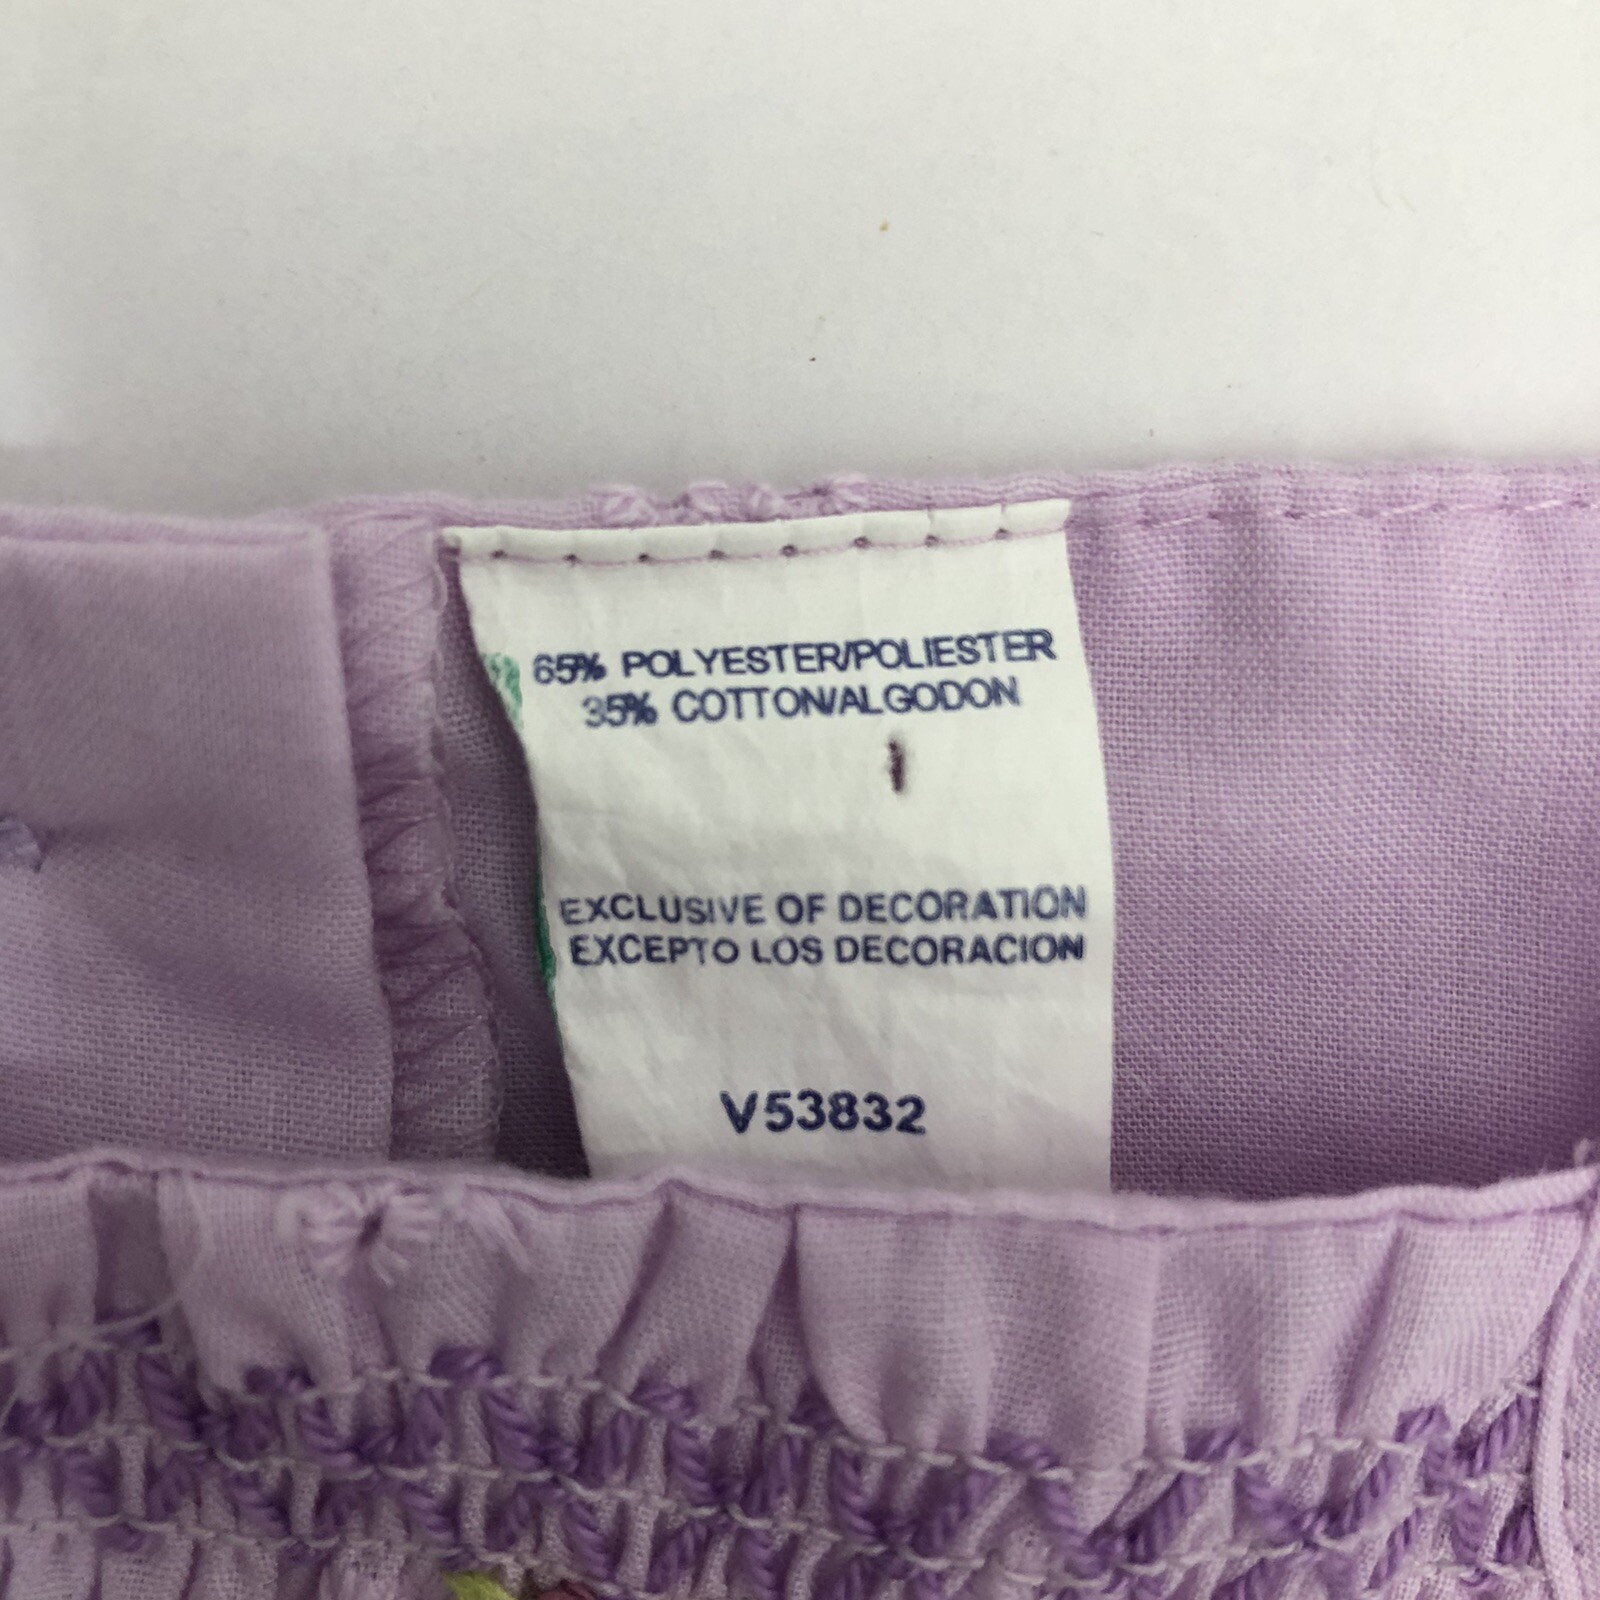 65% POLYESTER/POLIESTER
35% COTTON/ALGODON
EXCLUSIVE OF DECORATION
EXCEPTO LOS DECORACION
V53832